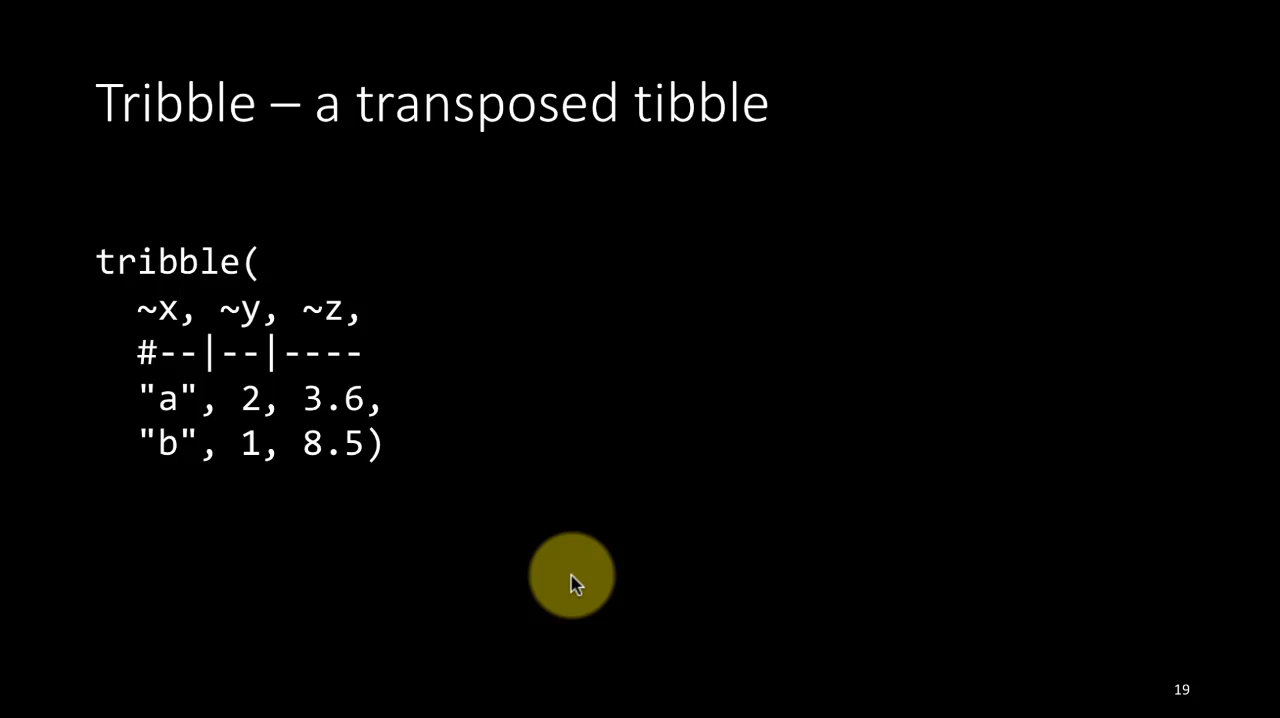 Tribble – a transposed tibble
tribble(
~x, ~y, ~z,
#--|--|----
"a", 2, 3.6,
"b", 1, 8.5)
19